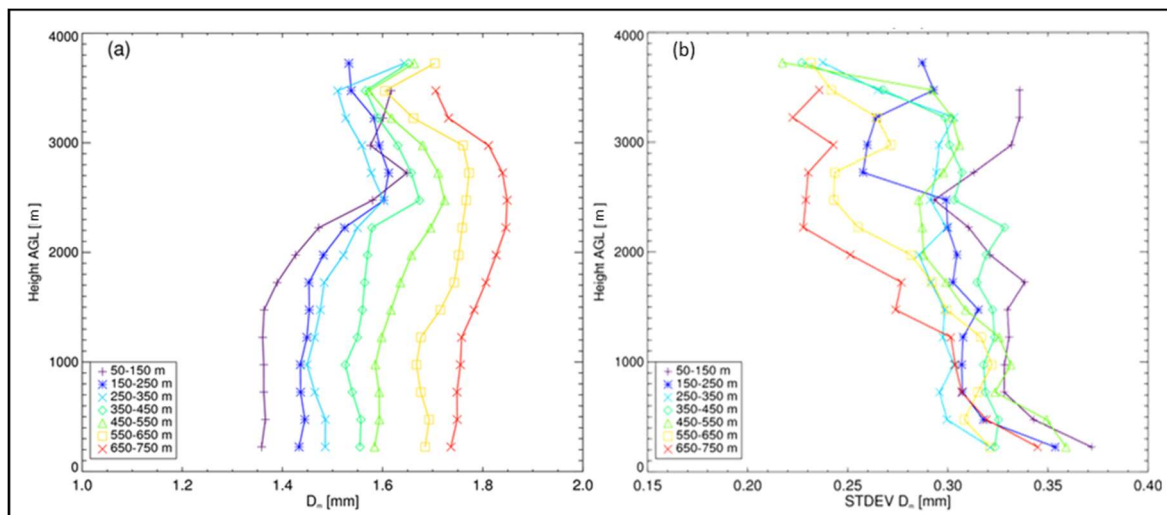 (a)
4000
3000
2000
1000
0
Height AGL [ m ]
50-150 m
150-250 m
250-350 m
350-450 m
450-550 m
550-650 m
650-750 m
1.0 1.2 1.4 1.6 1.8 2.0
Dₘ [mm]
(b)
4000
3000
2000
1000
0
Height AGL [ m ]
50-150 m
150-250 m
250-350 m
350-450 m
450-550 m
550-650 m
650-750 m
0.15 0.20 0.25 0.30 0.35 0.40
STDEV Dₘ [mm]